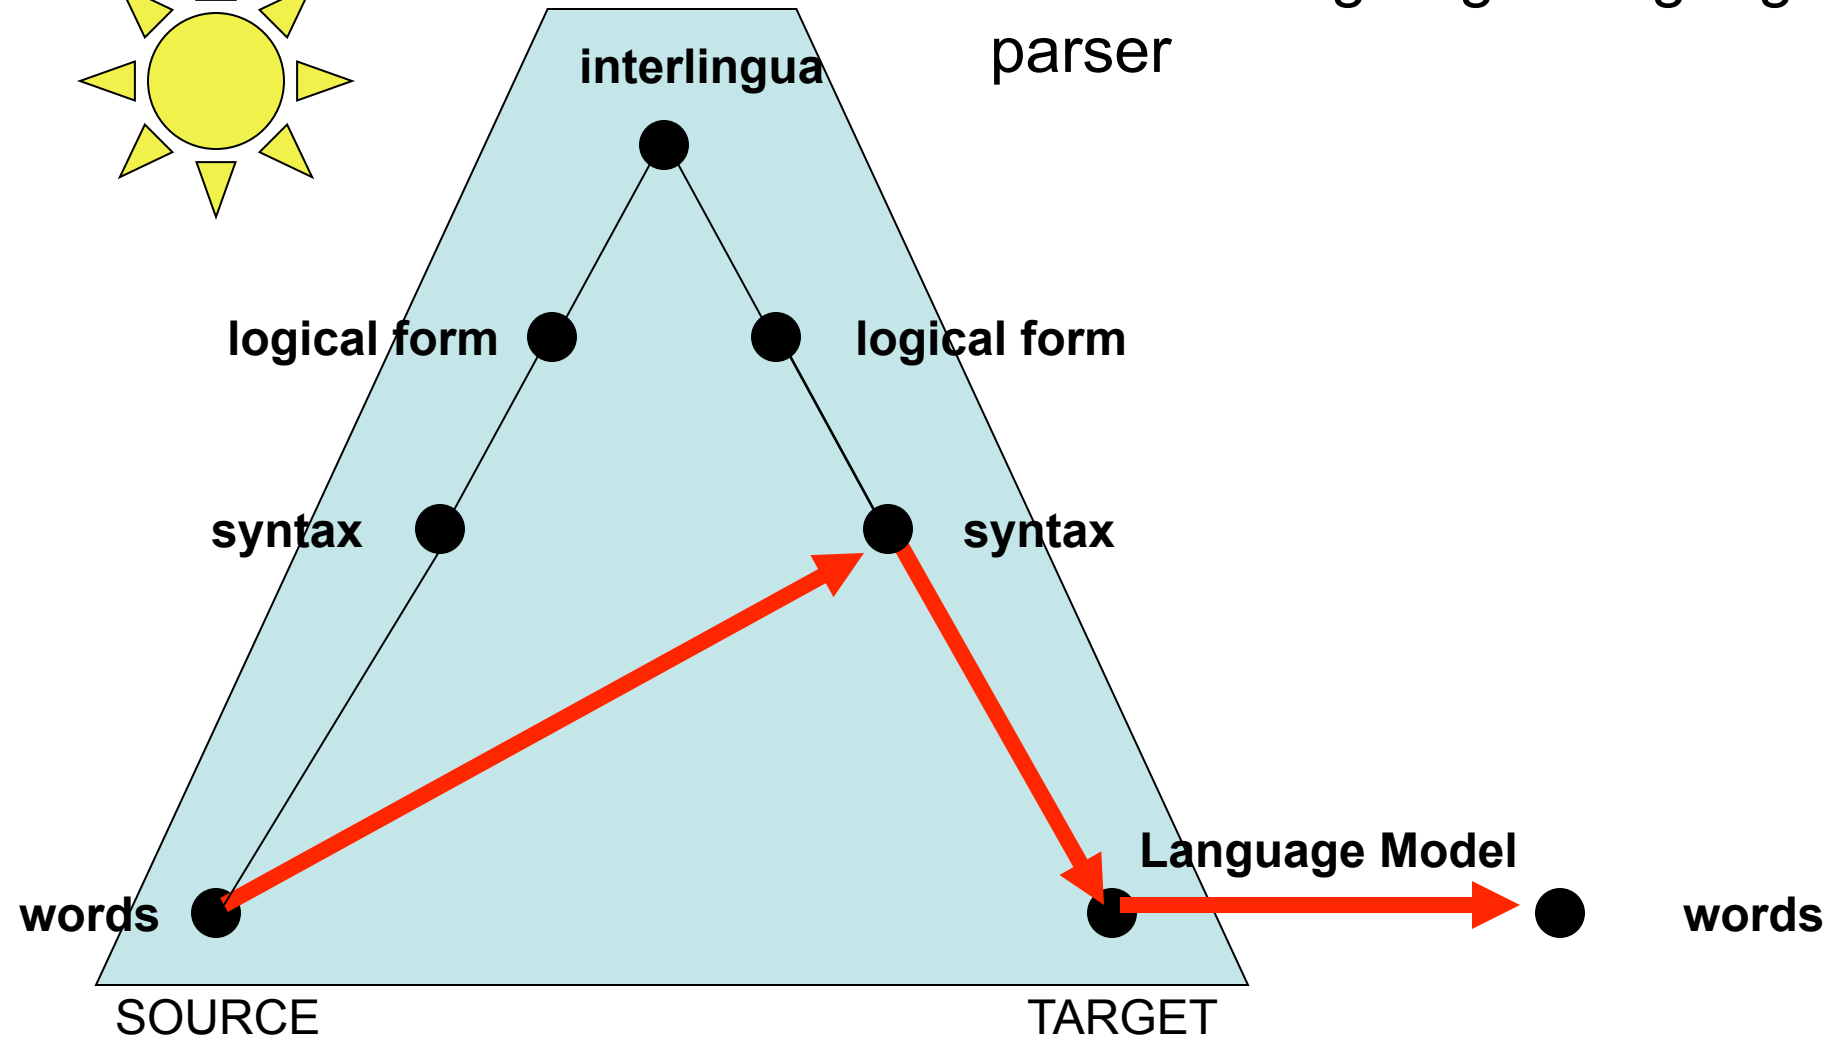 parser
interlingua
logical form logical form
syntax syntax
Language Model
words words
SOURCE TARGET